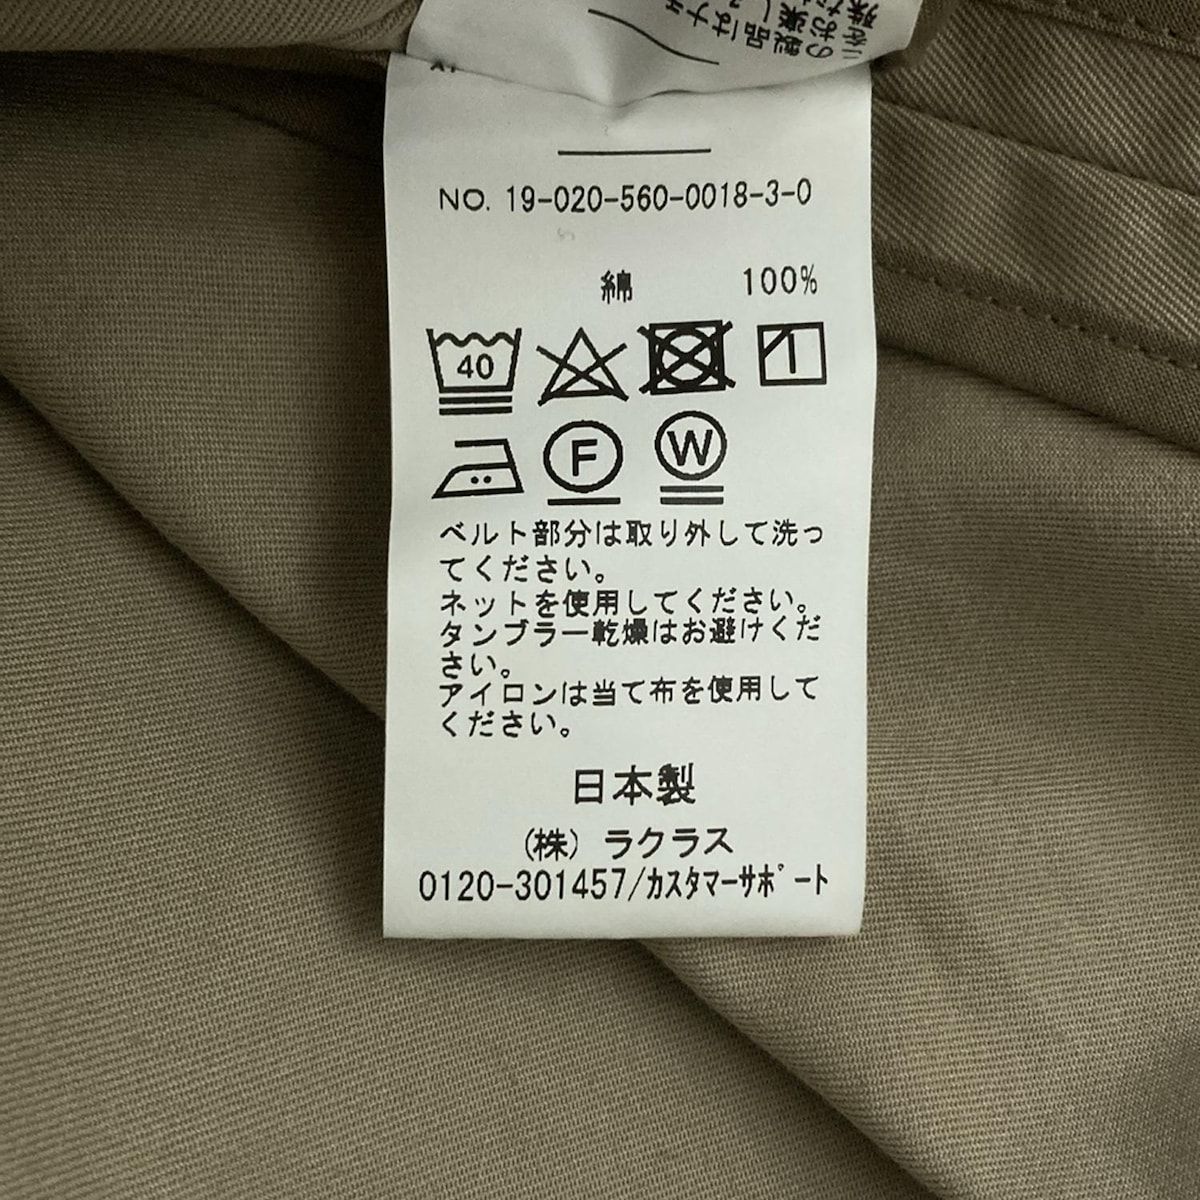 NO. 19-020-560-0018-3-0
綿 100%
40
F W
ベルト部分は取り外して洗っ
てください。
ネットを使用してください。
タンブラー乾燥はお避けくだ
さい。
アイロンは当て布を使用して
ください。
日本製
(株) ラクラス
0120-301457/カスタマーサポート